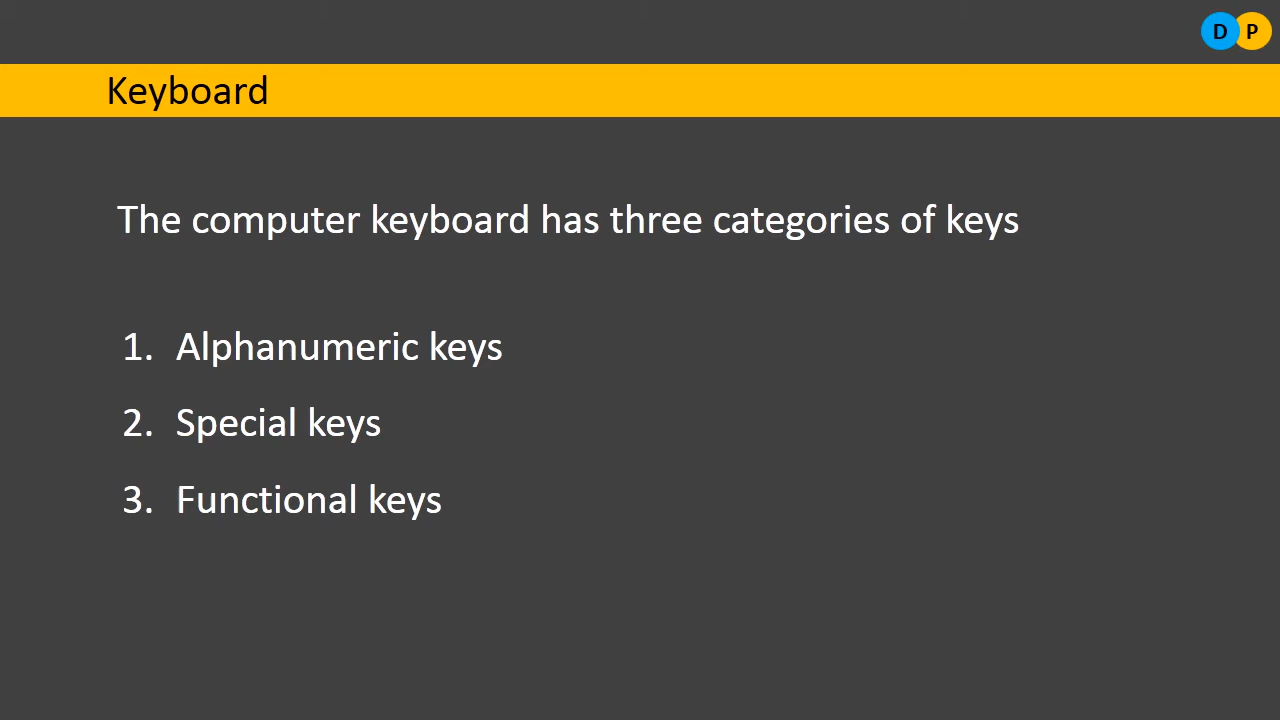 D P
Keyboard
The computer keyboard has three categories of keys
1. Alphanumeric keys
2. Special keys
3. Functional keys